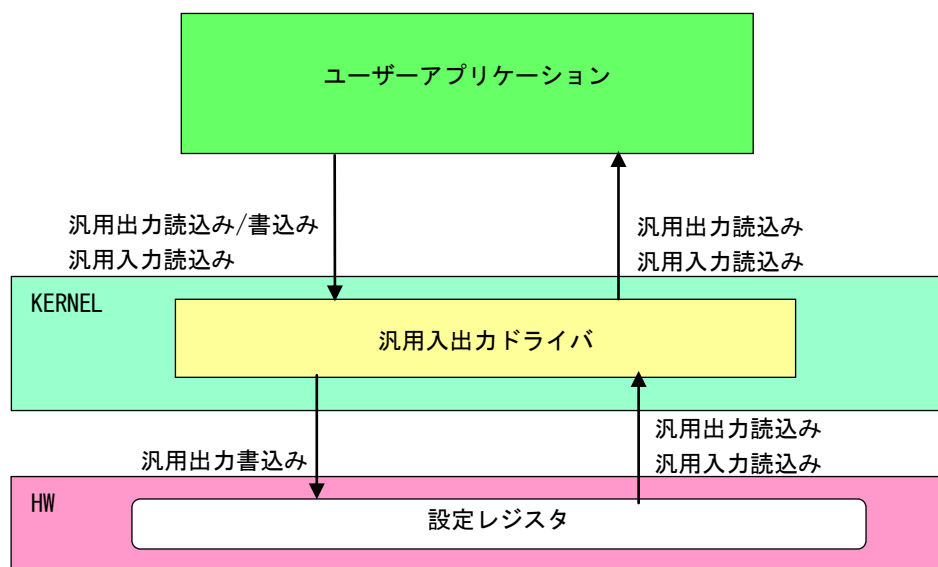 ユーザーアプリケーション
汎用出力読込み/書込み
汎用入力読込み
汎用出力読込み
汎用入力読込み
KERNEL
汎用入出力ドライバ
汎用出力書込み
汎用出力読込み
汎用入力読込み
HW
設定レジスタ